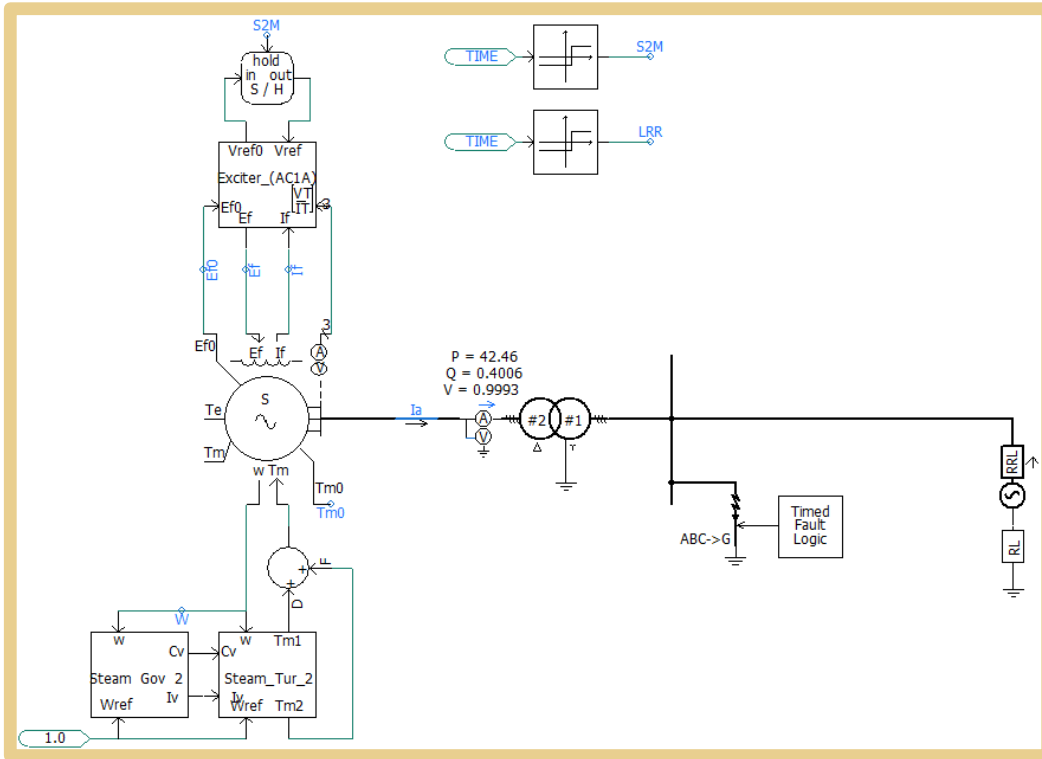 S2M
hold
in out
S / H
Vref0 Vref
Exciter_(AC1A)
VT
IT
3
Ef0
Ef If
Ef0
Ef
If
3
Ef0
Ef If
A
V
S
Te
Tm
w Tm
Tm0
Tm0
TIME
S2M
TIME
LRR
P = 42.46
Q = 0.4006
V = 0.9993
Ia
A
V
#2 #1
Δ
Y
ABC->G
Timed
Fault
Logic
RRL
RL
+
+
F
D
W
w
Cv
Steam Gov 2
Iv
Wref
w Tm1
Cv
Steam_Tur_2
Iv
Wref Tm2
1.0